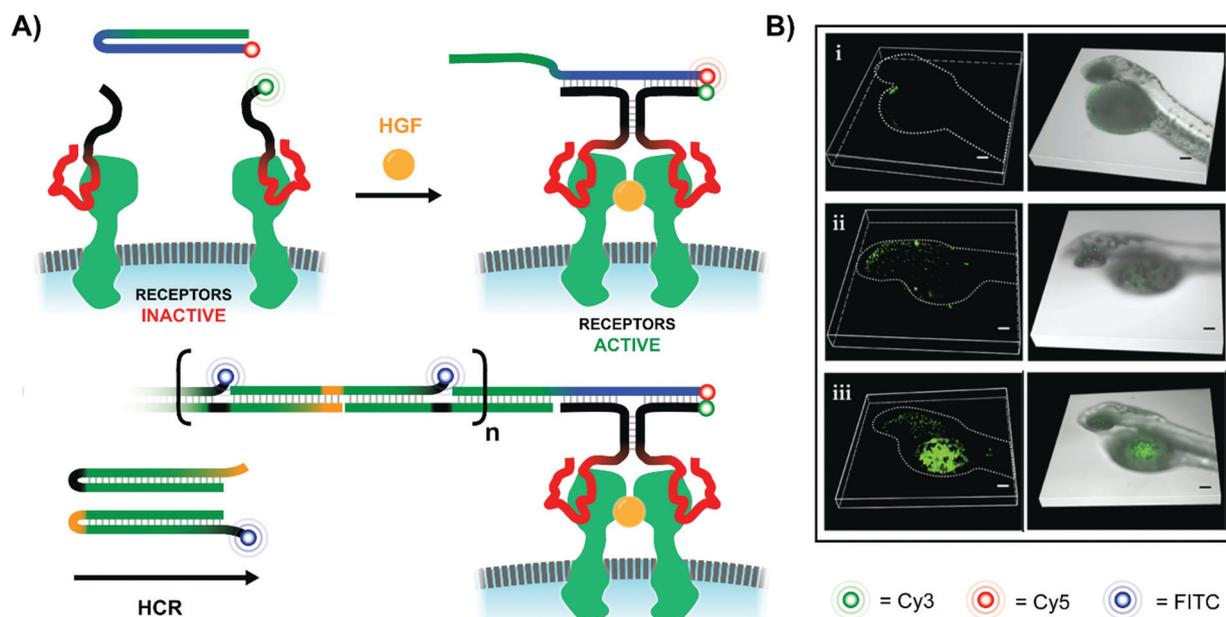 A)
HGF
RECEPTORS
INACTIVE
RECEPTORS
ACTIVE
n
HCR
B)
i
ii
iii
= Cy3
= Cy5
= FITC